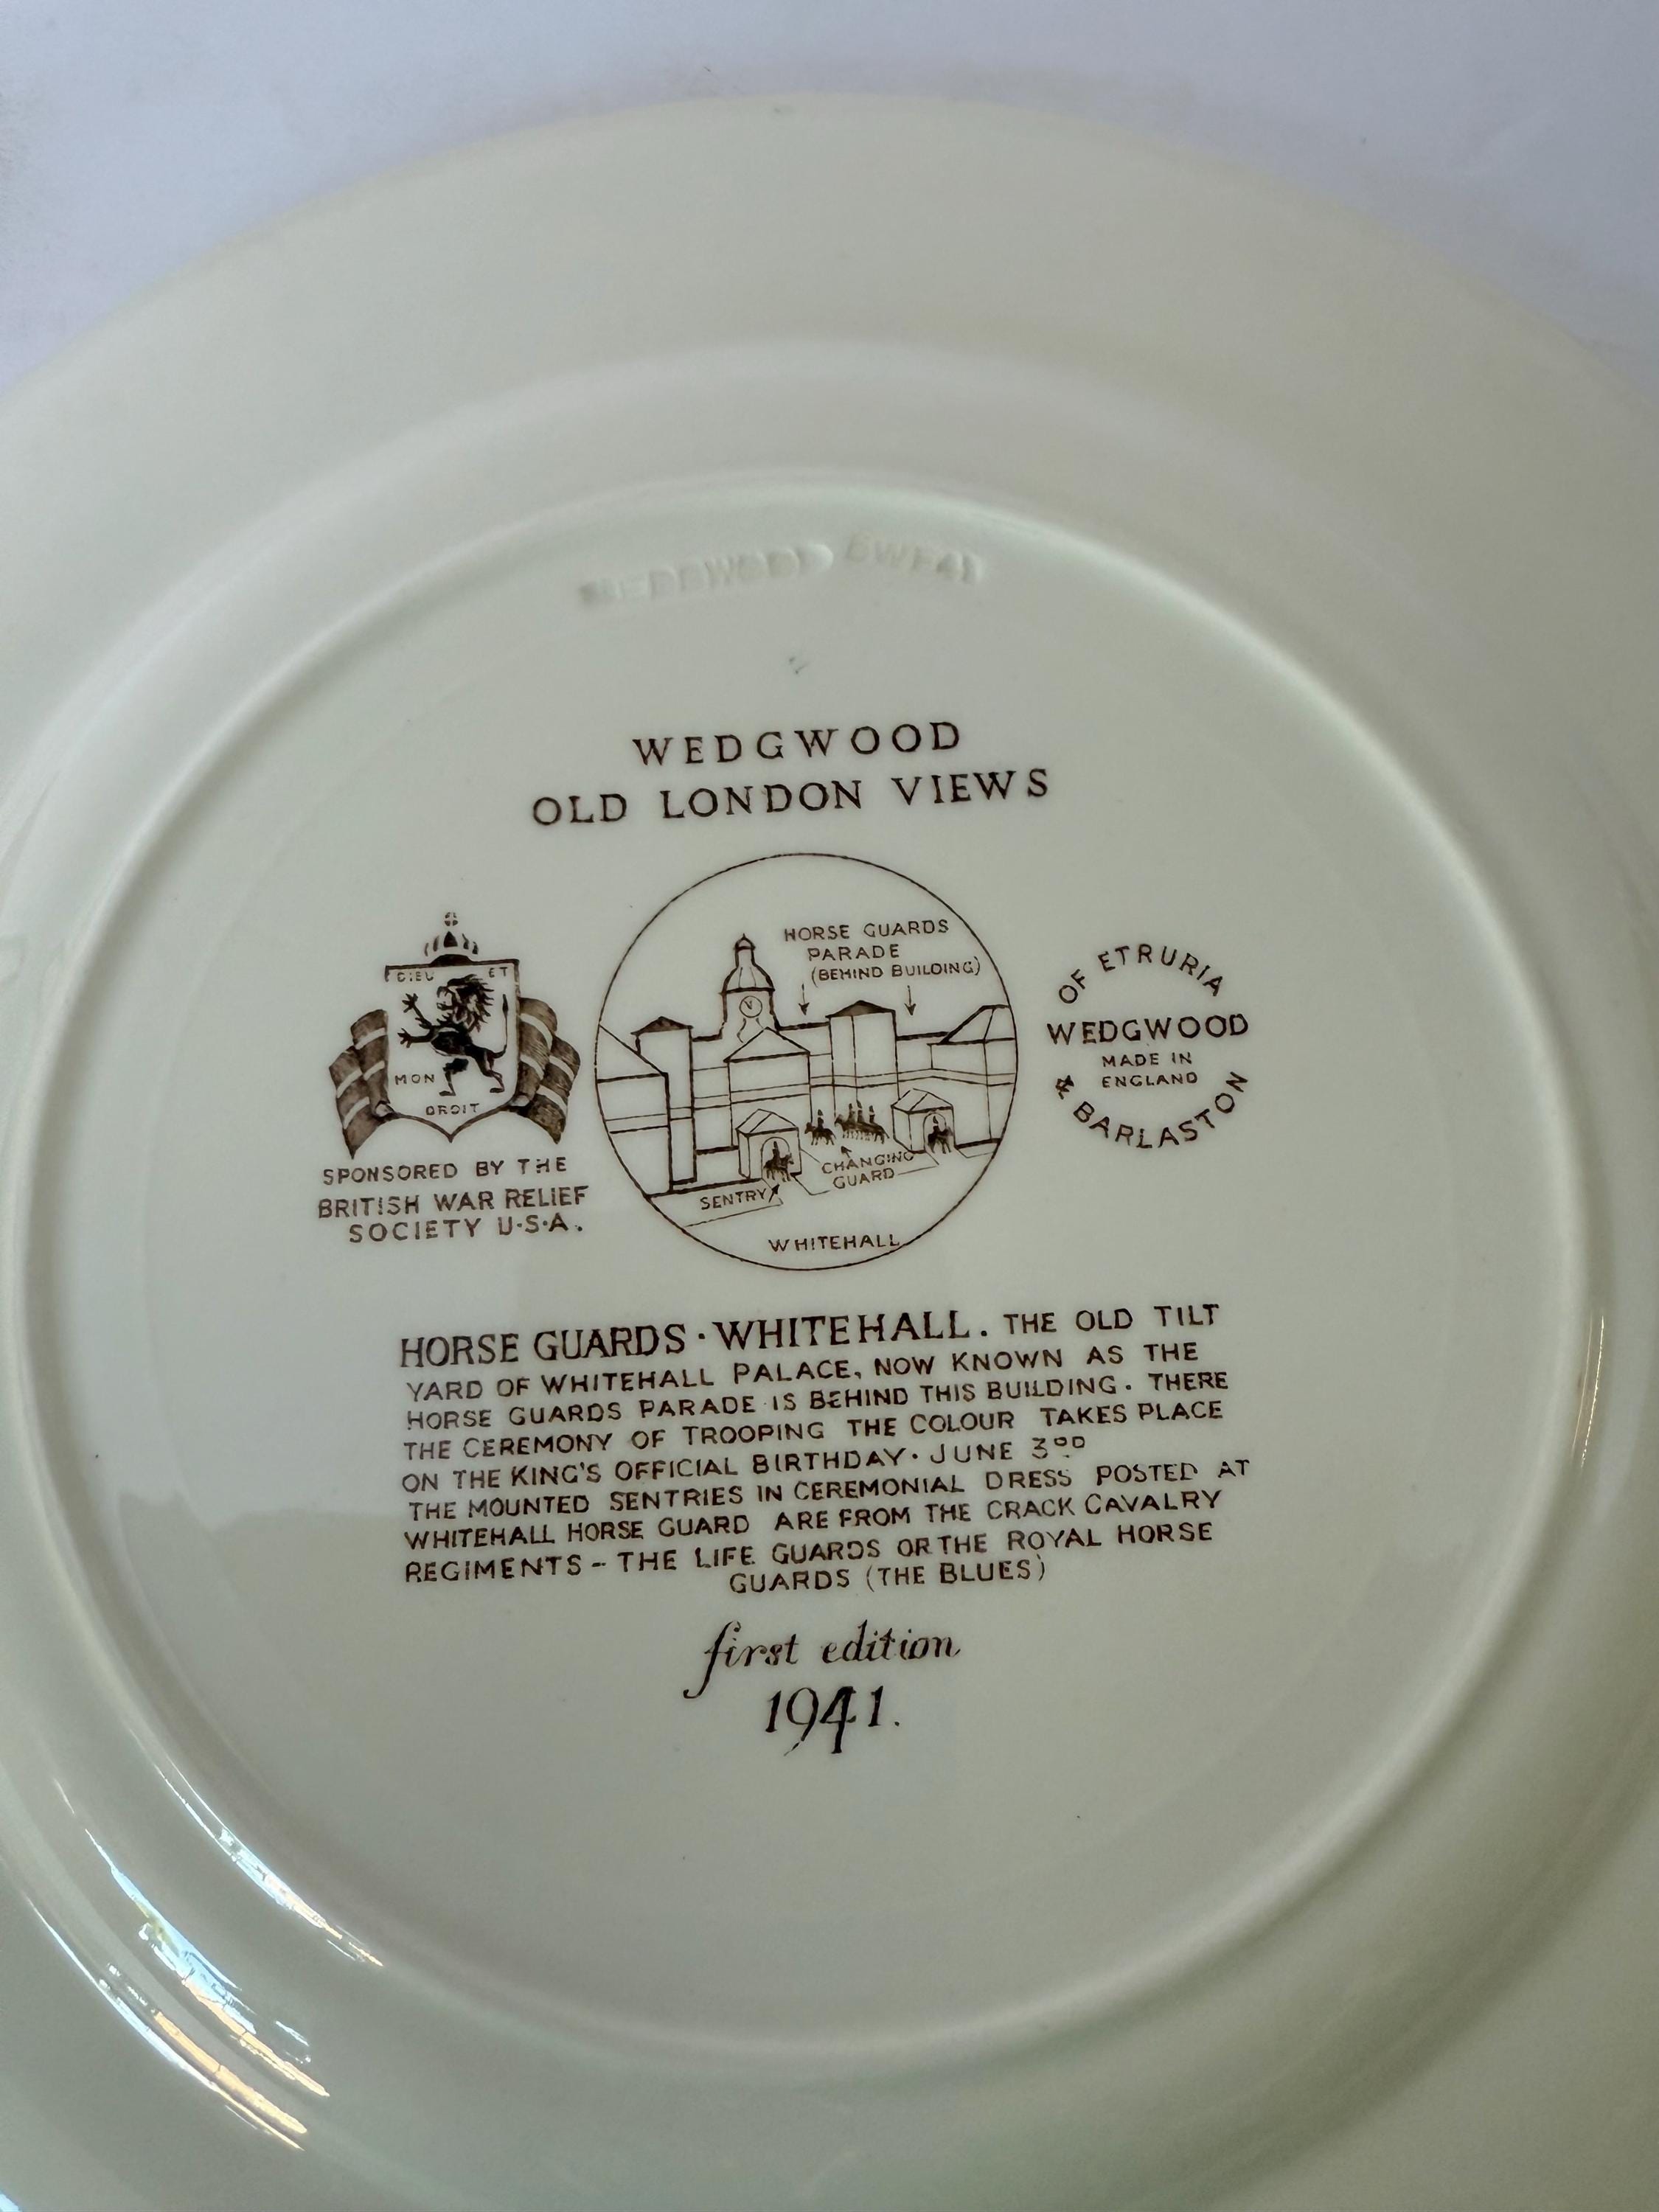 WEDGWOOD
WEDGWOOD
OLD LONDON VIEWS
DIEU ET
MON
DROIT
SPONSORED BY THE
BRITISH WAR RELIEF
SOCIETY U·S·A.
HORSE GUARDS
PARADE
(BEHIND BUILDING)
CHANGING
GUARD
SENTRY
WHITEHALL
OF ETRURIA
WEDGWOOD
MADE IN
ENGLAND
& BARLASTON
HORSE GUARDS · WHITEHALL. THE OLD TILT
YARD OF WHITEHALL PALACE, NOW KNOWN AS THE
HORSE GUARDS PARADE IS BEHIND THIS BUILDING. THERE
THE CEREMONY OF TROOPING THE COLOUR TAKES PLACE
ON THE KING'S OFFICIAL BIRTHDAY · JUNE 3RD
THE MOUNTED SENTRIES IN CEREMONIAL DRESS POSTED AT
WHITEHALL HORSE GUARD ARE FROM THE CRACK CAVALRY
REGIMENTS - THE LIFE GUARDS OR THE ROYAL HORSE
GUARDS (THE BLUES)
first edition
1941.